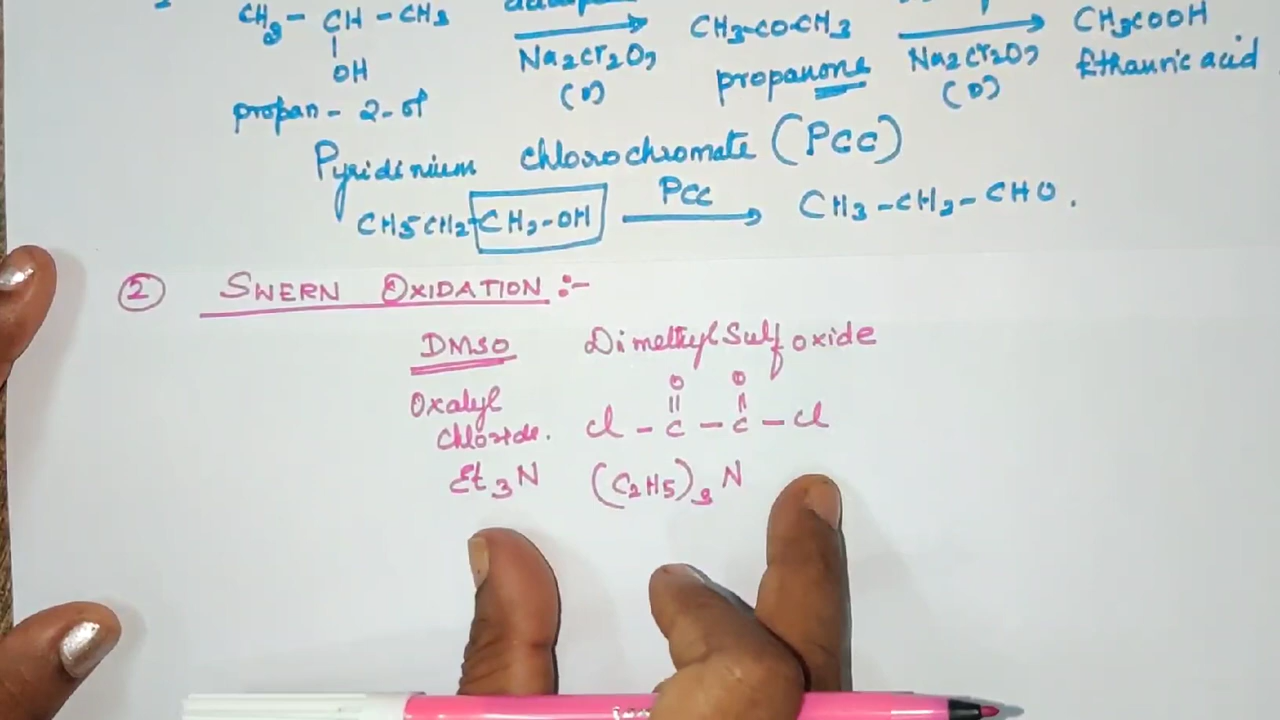 CH3 - CH - CH3
OH
propan - 2 - ol
Na2Cr2O7
CH3-CO-CH3
propanone
Na2Cr2O7
CH3COOH
Ethanoic acid
Pyridinium chlorochromate (PCC)
CH3CH2-CH2-OH PCC CH3-CH2-CHO.
② SWERN OXIDATION :-
DMSO Dimethyl Sulfoxide
Oxalyl
chloride.
O O
|| ||
Cl - C - C - Cl
Et3N (C2H5)3 N